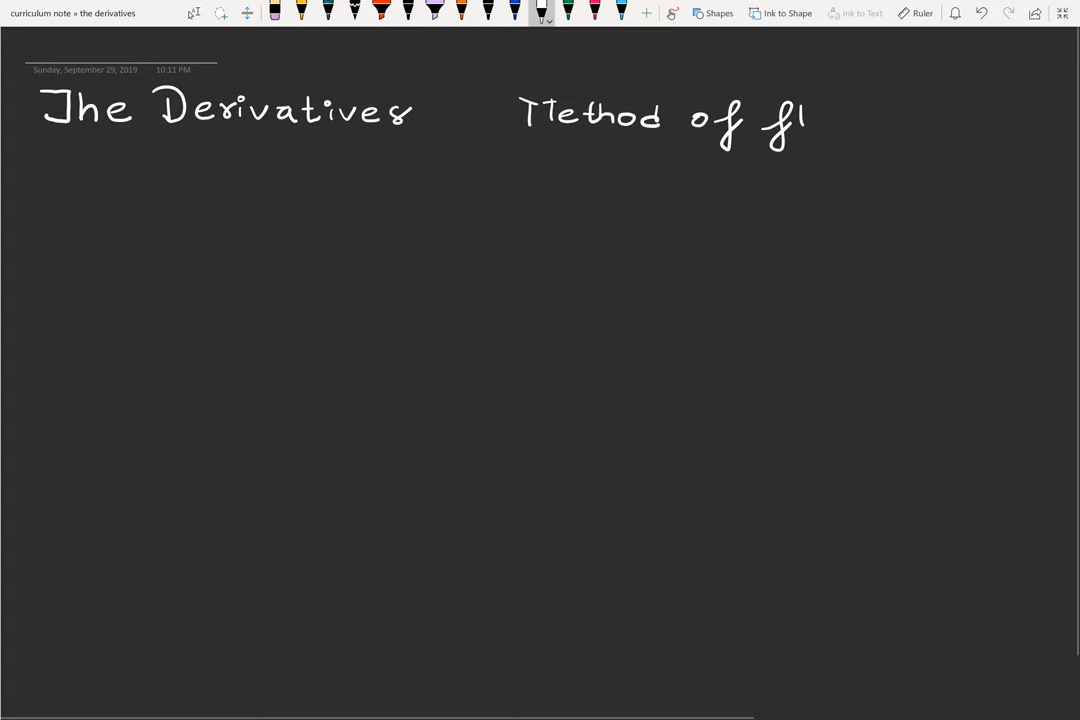 curriculum note » the derivatives
Shapes
Ink to Shape
Ink to Text
Ruler
Sunday, September 29, 2019 10:11 PM
The Derivatives
Method of fl